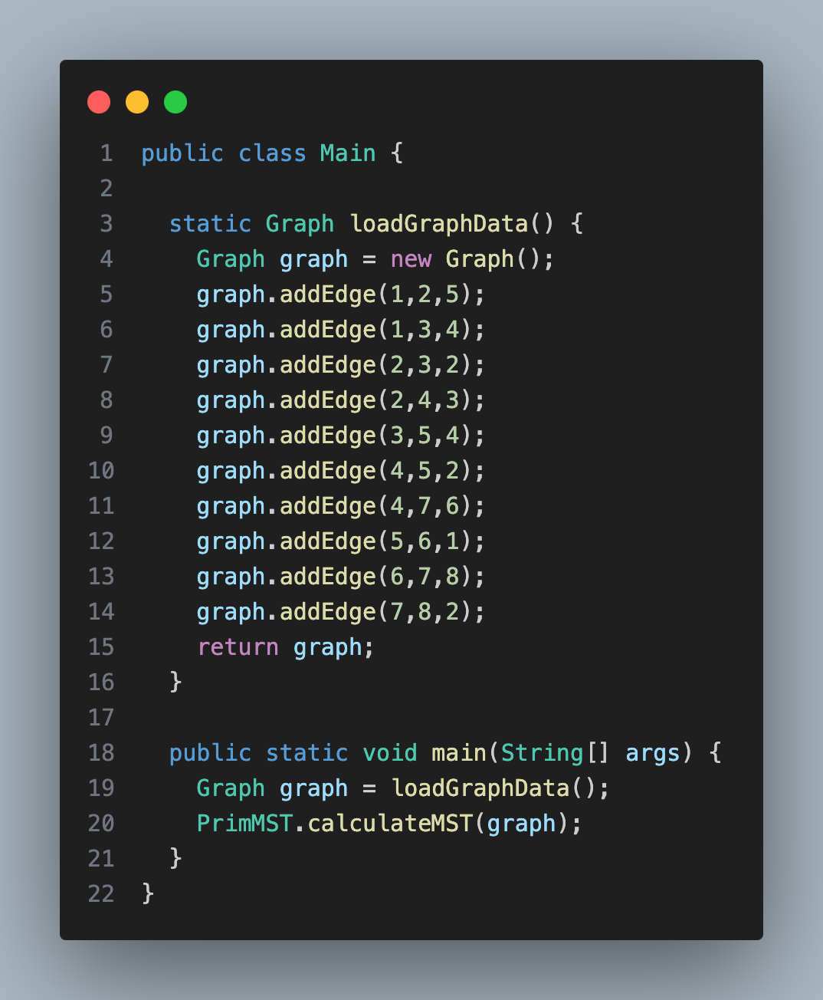 1 public class Main {
2
3   static Graph loadGraphData() {
4     Graph graph = new Graph();
5     graph.addEdge(1,2,5);
6     graph.addEdge(1,3,4);
7     graph.addEdge(2,3,2);
8     graph.addEdge(2,4,3);
9     graph.addEdge(3,5,4);
10     graph.addEdge(4,5,2);
11     graph.addEdge(4,7,6);
12     graph.addEdge(5,6,1);
13     graph.addEdge(6,7,8);
14     graph.addEdge(7,8,2);
15     return graph;
16   }
17
18   public static void main(String[] args) {
19     Graph graph = loadGraphData();
20     PrimMST.calculateMST(graph);
21   }
22 }